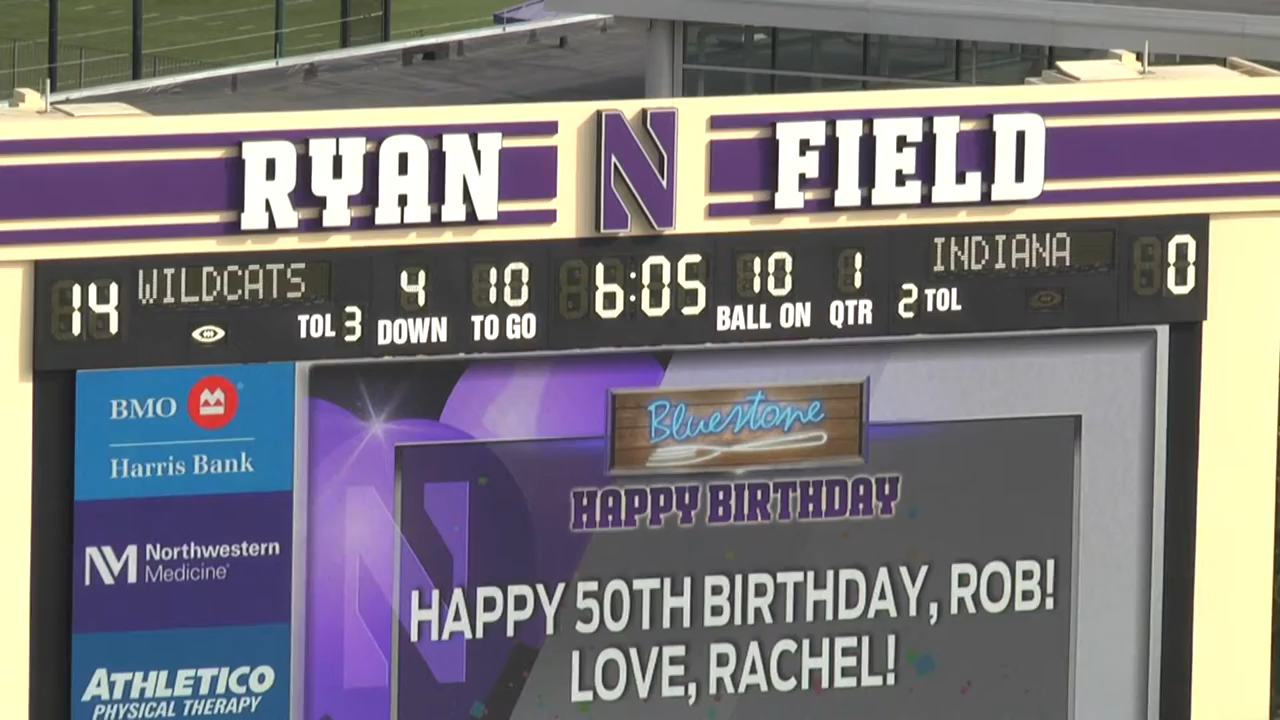 RYAN N FIELD
14 WILDCATS 4 10 6:05 10 1 INDIANA 0
TOL 3 DOWN TO GO BALL ON QTR 2 TOL
BMO
Harris Bank
Northwestern
Medicine
ATHLETICO
PHYSICAL THERAPY
Bluestone
HAPPY BIRTHDAY
N
HAPPY 50TH BIRTHDAY, ROB!
LOVE, RACHEL!